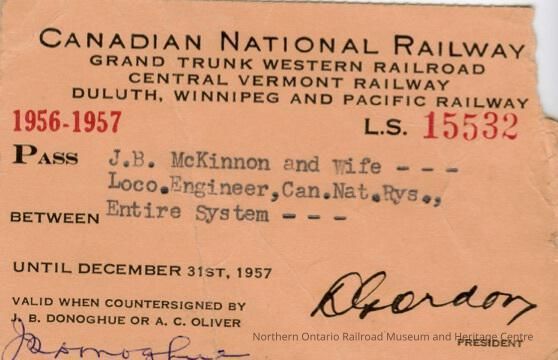 CANADIAN NATIONAL RAILWAY
GRAND TRUNK WESTERN RAILROAD
CENTRAL VERMONT RAILWAY
DULUTH, WINNIPEG AND PACIFIC RAILWAY
1956-1957 L.S. 15532
PASS J.B. McKinnon and wife - - -
Loco.Engineer,Can.Nat.Rys.,
BETWEEN Entire System - - -
UNTIL DECEMBER 31ST, 1957
VALID WHEN COUNTERSIGNED BY
J. B. DONOGHUE OR A. C. OLIVER
DGordon
Northern Ontario Railroad Museum and Heritage Centre
PRESIDENT
JBDonoghue